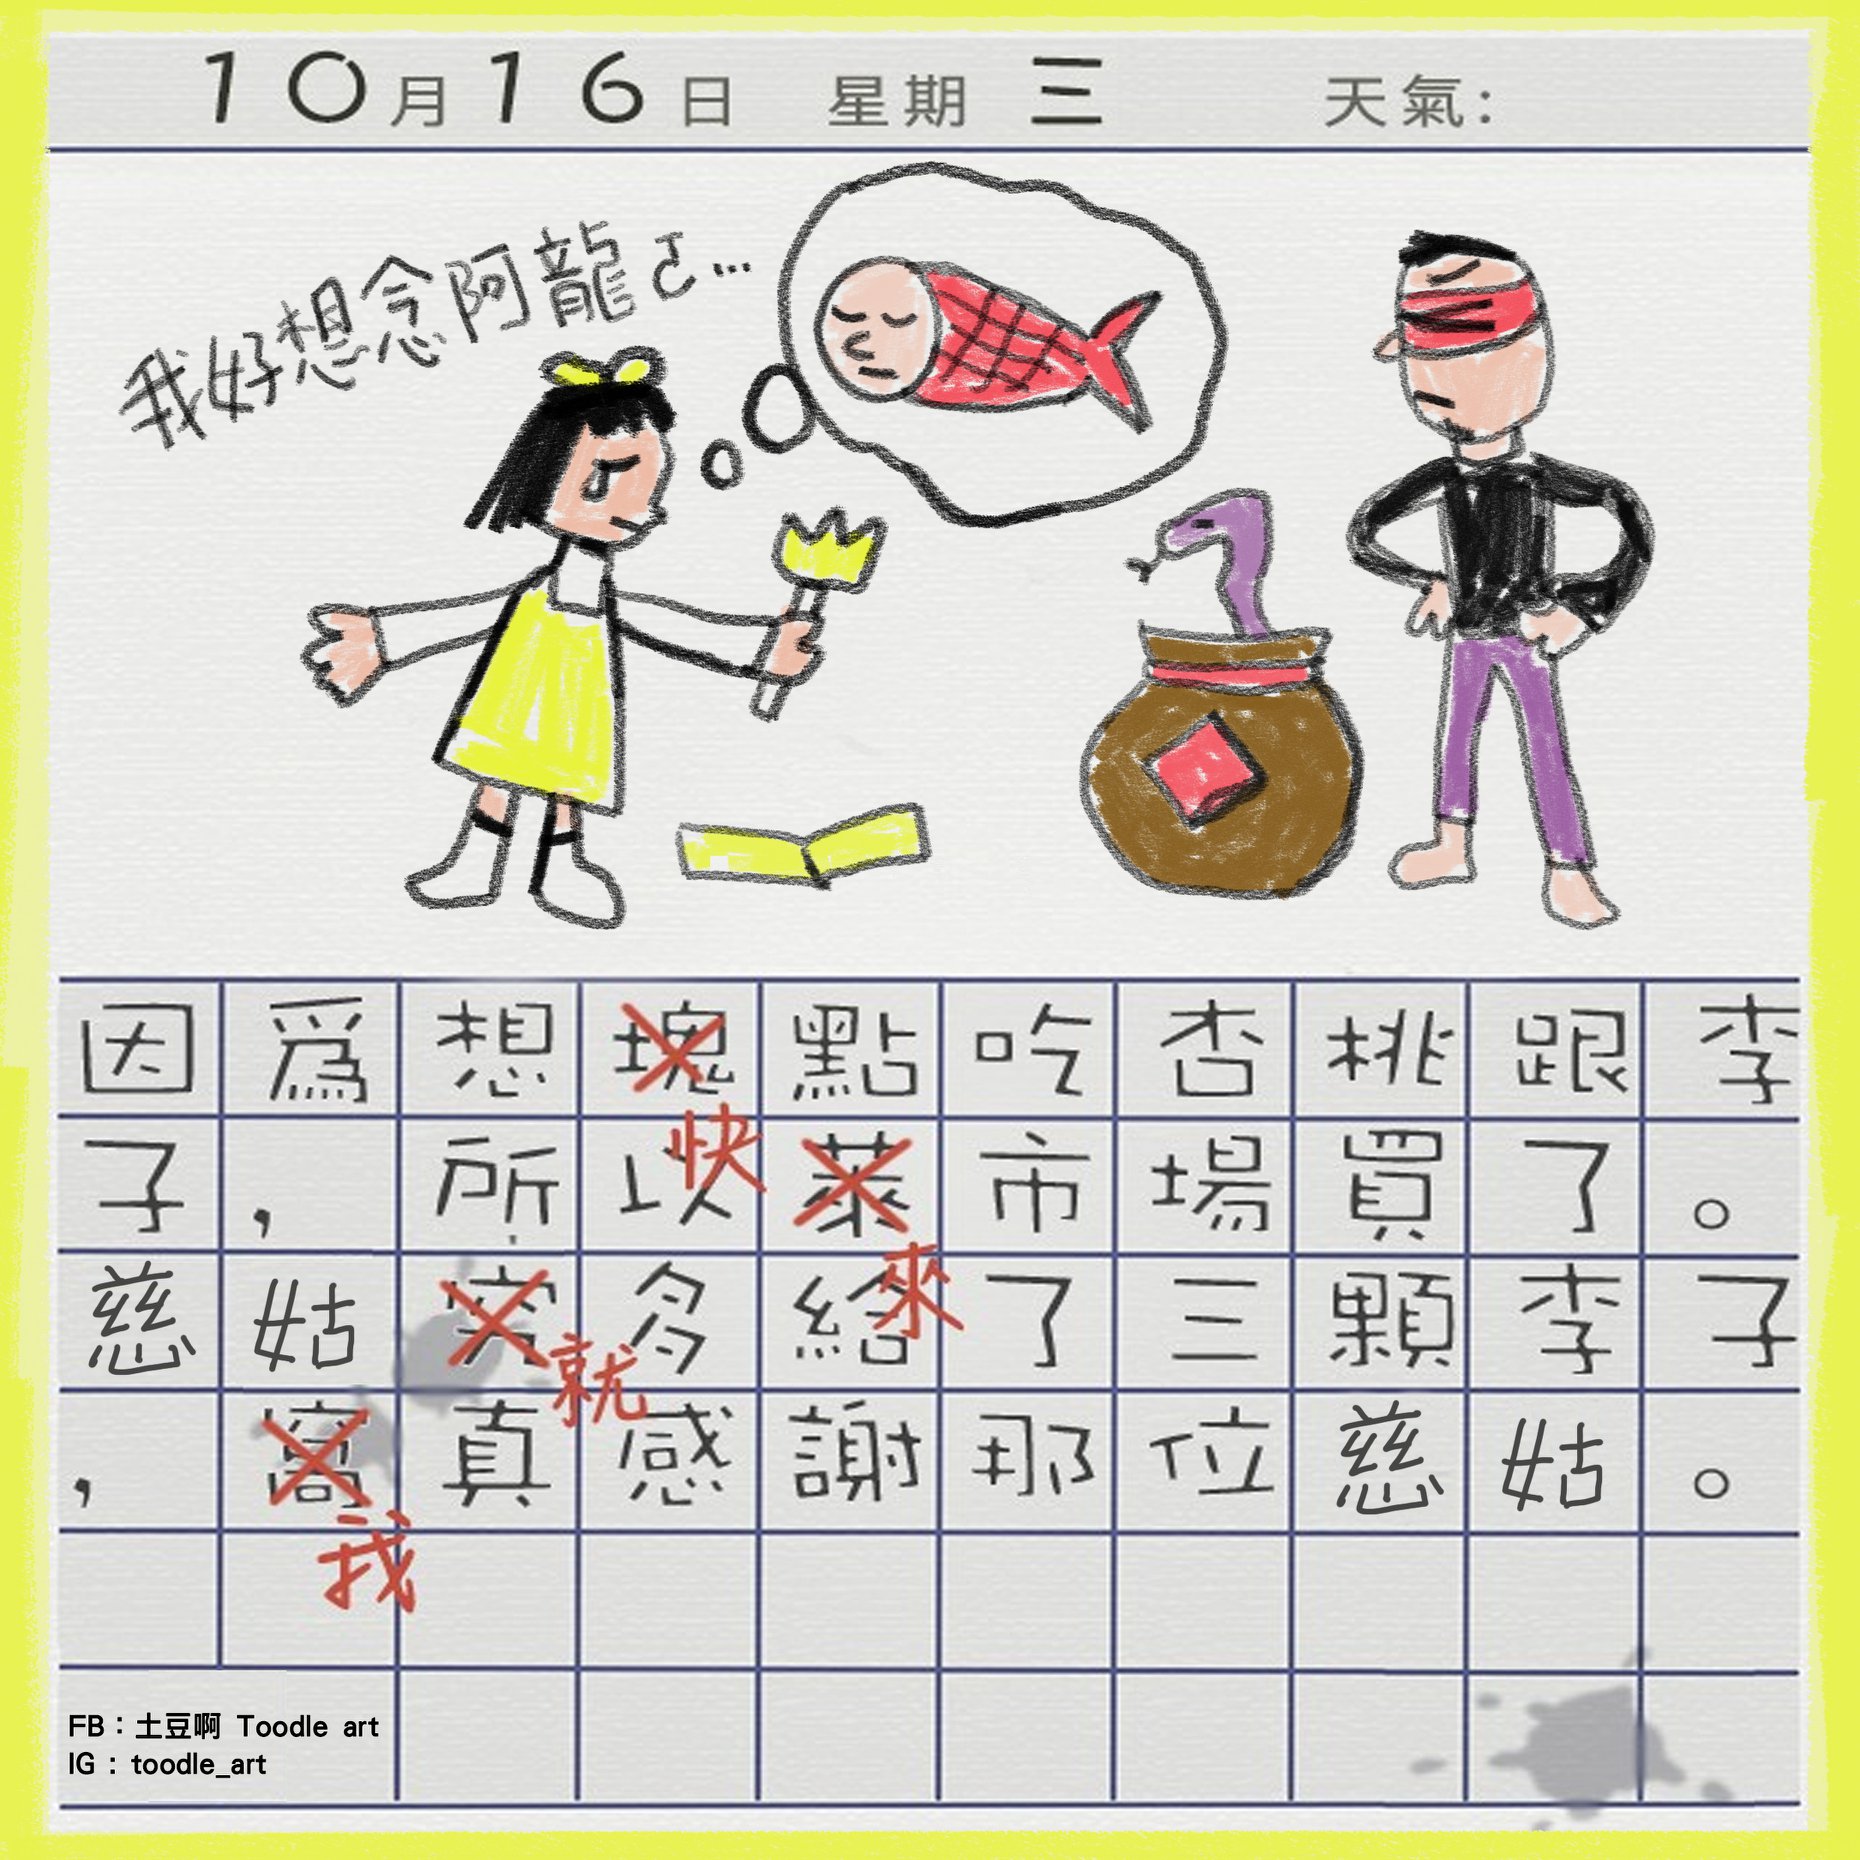 10月16日 星期三 天氣:
我好想念阿龍ㄛ…
因爲想塊點吃杏桃跟李
快
子,所以菜市場買了。
來
慈姑窮多給了三顆李子
就
,窩真感謝那位慈姑。
我
FB：土豆啊 Toodle art
IG：toodle_art